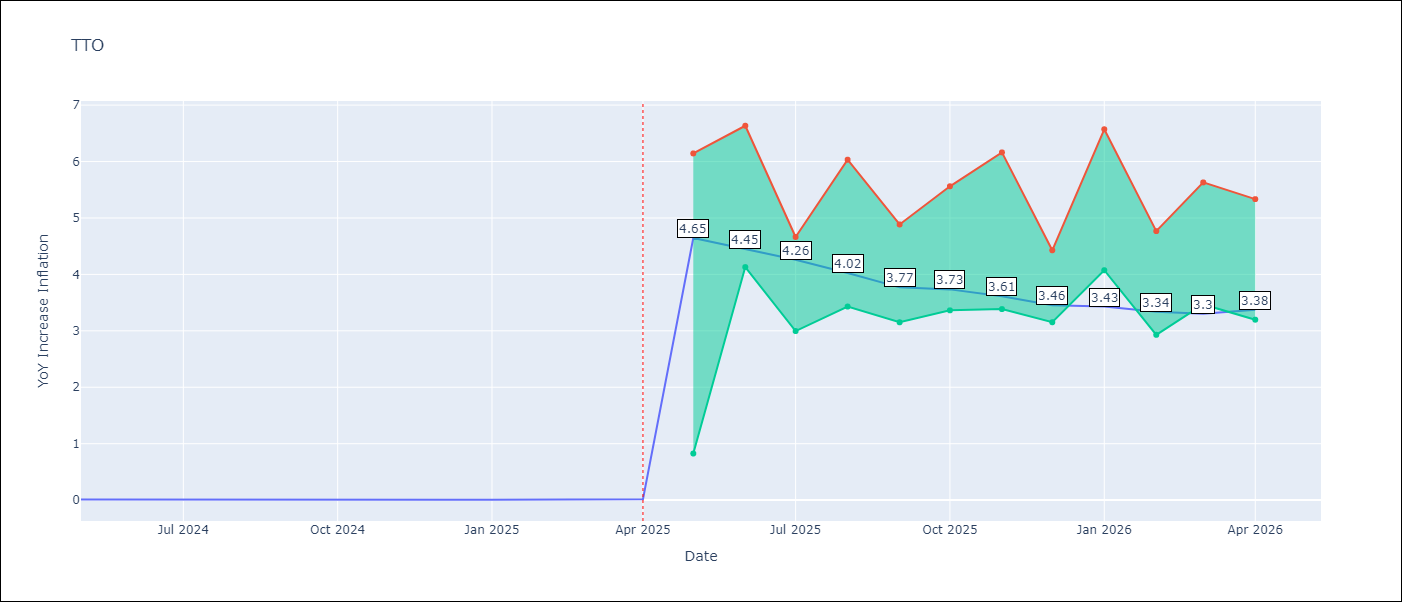 TTO
YoY Increase Inflation
7
6
5
4
3
2
1
0
4.65
4.45
4.26
4.02
3.77
3.73
3.61
3.46
3.43
3.34
3.3
3.38
Jul 2024
Oct 2024
Jan 2025
Apr 2025
Jul 2025
Oct 2025
Jan 2026
Apr 2026
Date